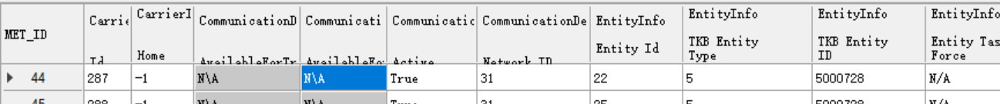 MET_ID Carrie CarrierI CommunicationD Communicati Communicatic CommunicationDe EntityInfo EntityInfo EntityInfo EntityInfo
Id Home AvailableForTr AvailableFo Active Network ID Entity Id TKB Entity Type TKB Entity ID Entity Tas Force
44 287 -1 N\A N\A True 31 22 5 5000728 N/A
45 288 -1 N\A N\A True 31 25 5 5000728 N/A